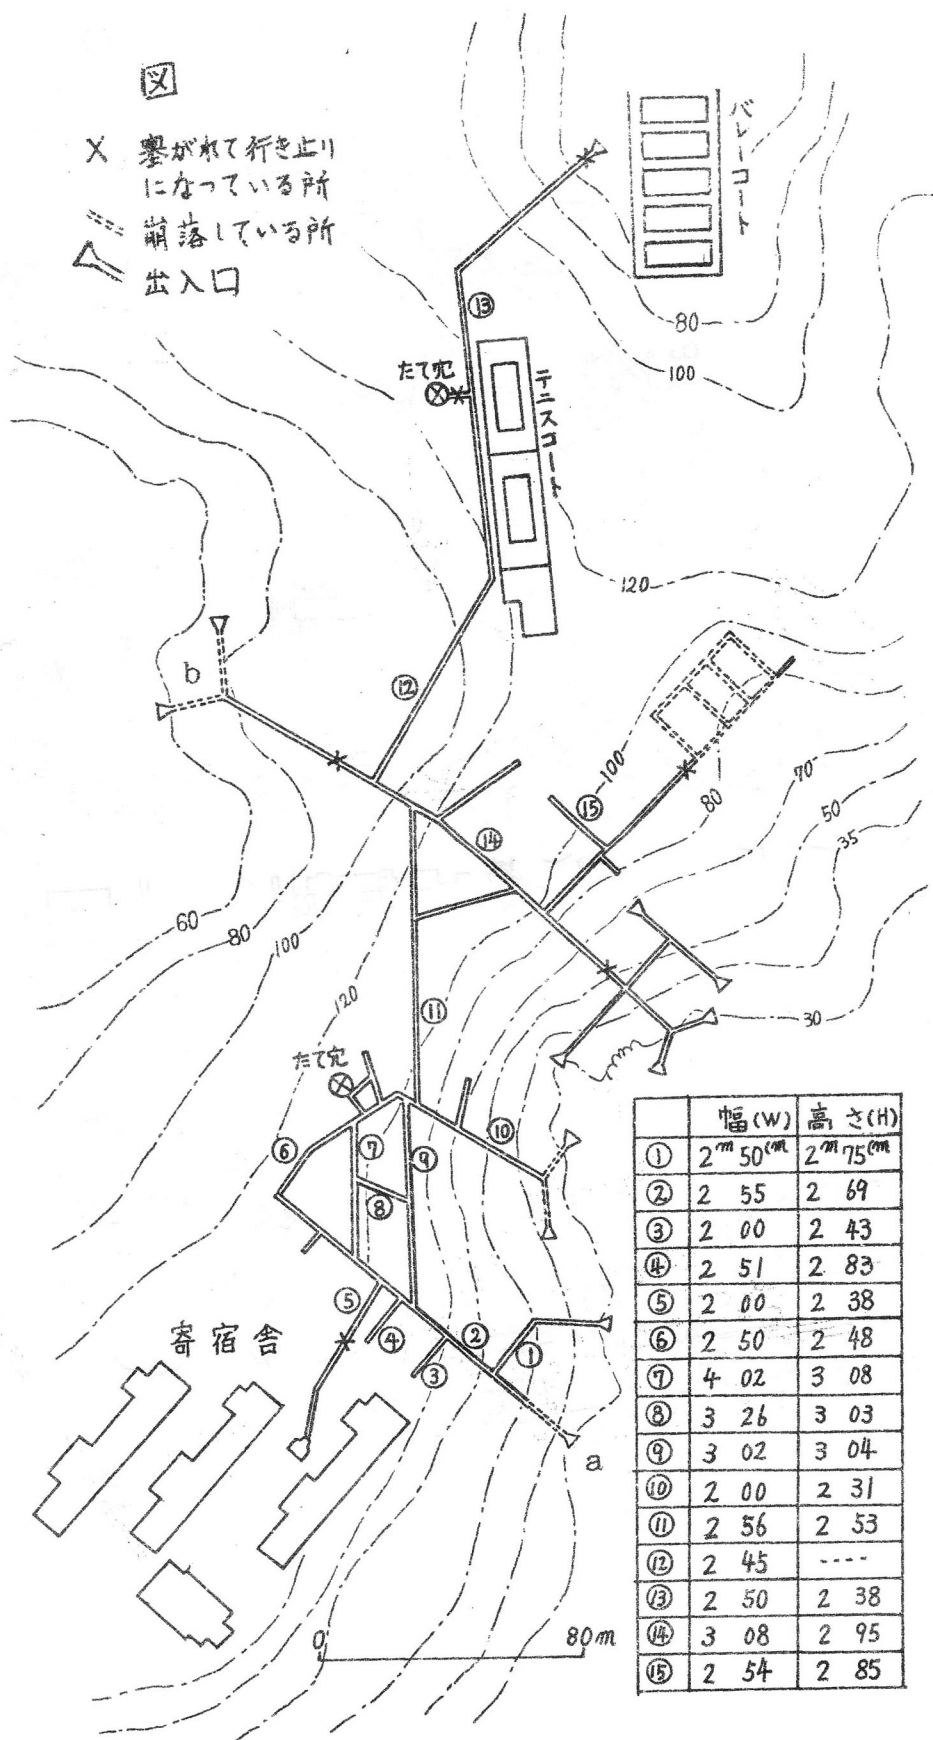 図
× 塞がれて行き止り
になっている所
崩落している所
出入口
バレーコート
⑬
80
100
たて穴
テニスコート
120
b
⑫
100
⑮
80
70
50
35
⑭
60
80
100
120
⑪
30
たて穴
⑩
⑥
⑦
⑨
⑧
⑤
④
②
③
①
寄宿舎
a
0 80m
幅(W) 高さ(H)
① 2m 50cm 2m 75cm
② 2 55 2 69
③ 2 00 2 43
④ 2 51 2 83
⑤ 2 00 2 38
⑥ 2 50 2 48
⑦ 4 02 3 08
⑧ 3 26 3 03
⑨ 3 02 3 04
⑩ 2 00 2 31
⑪ 2 56 2 53
⑫ 2 45 ----
⑬ 2 50 2 38
⑭ 3 08 2 95
⑮ 2 54 2 85